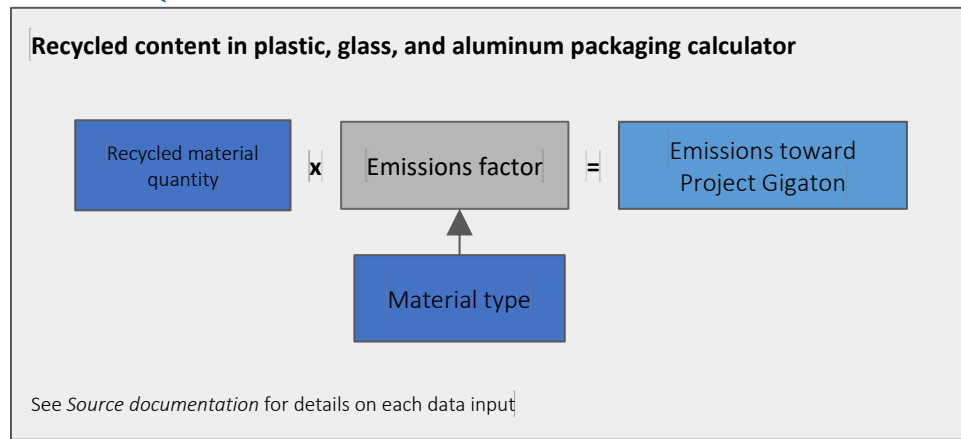 Recycled content in plastic, glass, and aluminum packaging calculator
Recycled material
quantity
x
Emissions factor
=
Emissions toward
Project Gigaton
Material type
See Source documentation for details on each data input